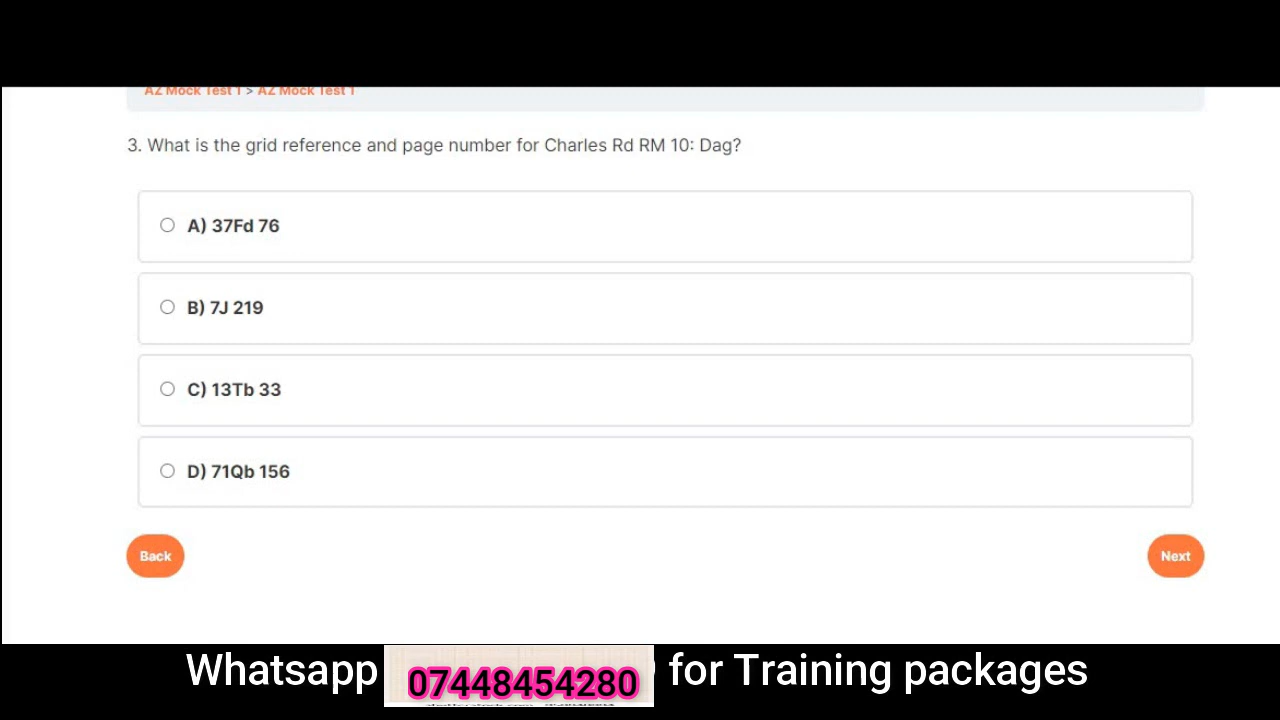 AZ Mock Test 1 > AZ Mock Test 1
3. What is the grid reference and page number for Charles Rd RM 10: Dag?
A) 37Fd 76
B) 7J 219
C) 13Tb 33
D) 71Qb 156
Back
Next
Whatsapp 07448454280 for Training packages